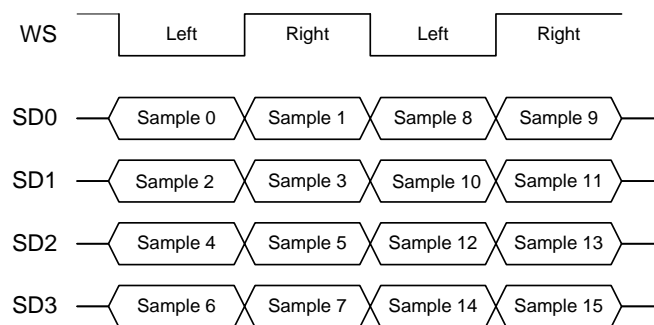 WS Left Right Left Right
SD0 Sample 0 Sample 1 Sample 8 Sample 9
SD1 Sample 2 Sample 3 Sample 10 Sample 11
SD2 Sample 4 Sample 5 Sample 12 Sample 13
SD3 Sample 6 Sample 7 Sample 14 Sample 15